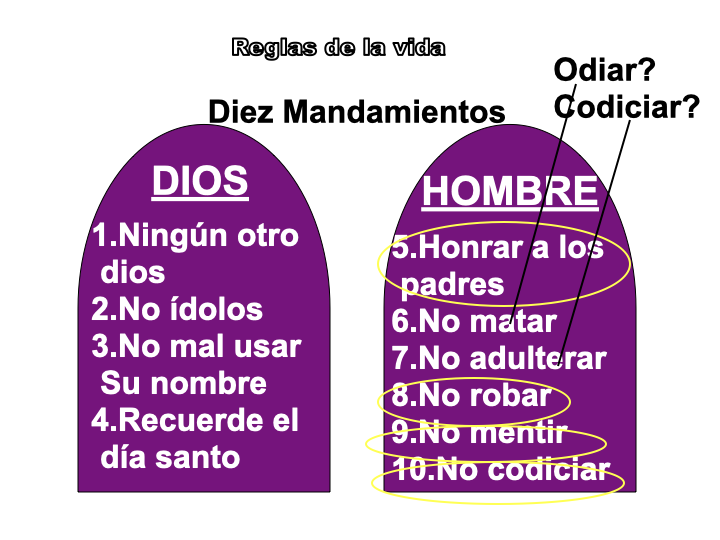 Reglas de la vida
Odiar?
Codiciar?
Diez Mandamientos
DIOS
1.Ningún otro
dios
2.No ídolos
3.No mal usar
Su nombre
4.Recuerde el
día santo
HOMBRE
5.Honrar a los
padres
6.No matar
7.No adulterar
8.No robar
9.No mentir
10.No codiciar